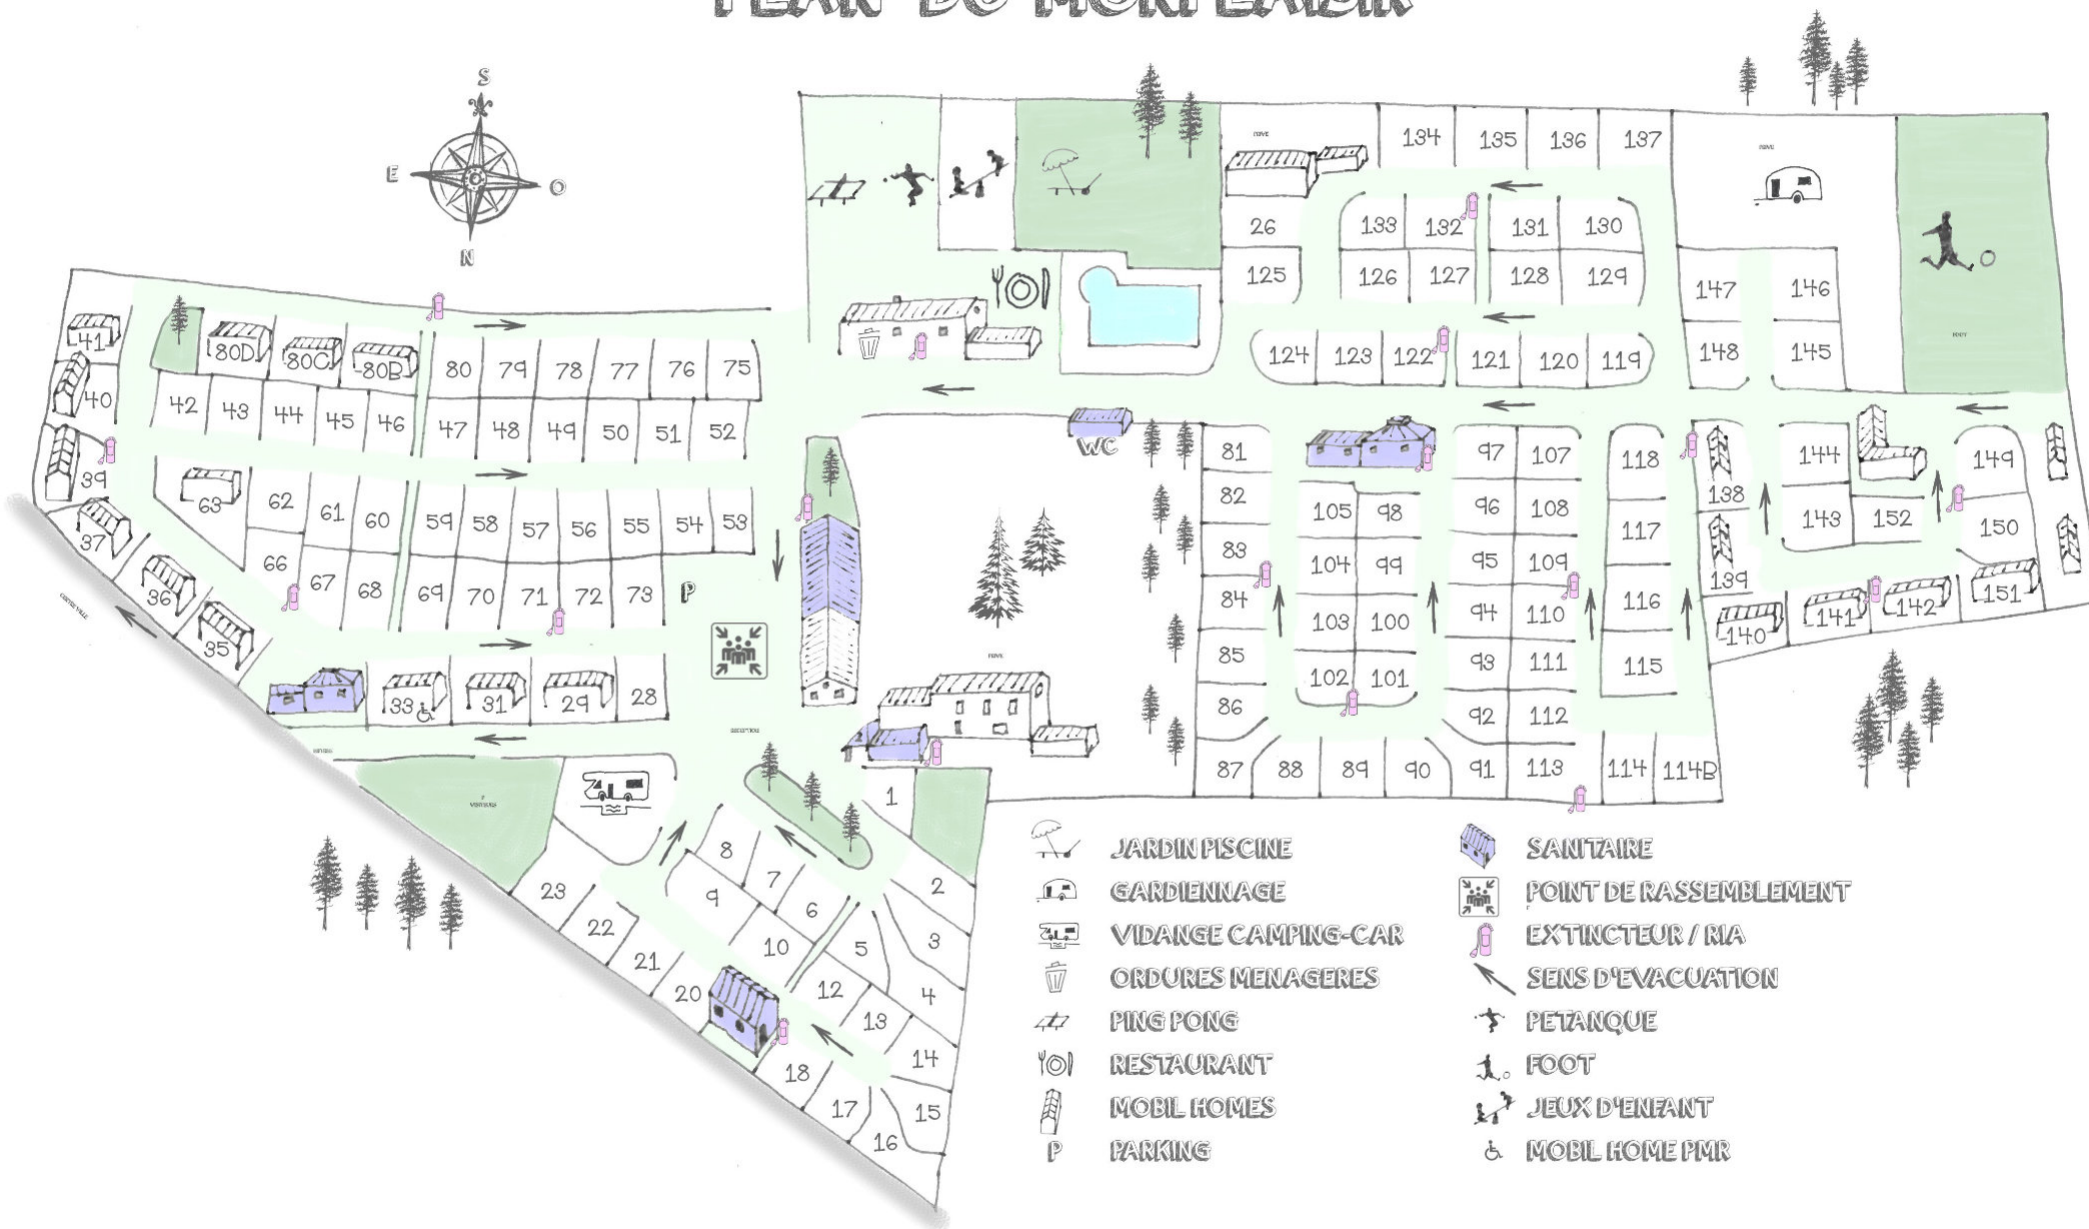 PLAN DU MONPLAISIR
S
E
O
N
134 135 136 137
26 133 132 131 130
125 126 127 128 129
147 146
124 123 122 121 120 119
148 145
FOOT
41 80D 80C 80B 80 79 78 77 76 75
40 42 43 44 45 46 47 48 49 50 51 52
39 63 62 61 60 59 58 57 56 55 54 53
37 66 67 68 69 70 71 72 73 P
36
35
33 31 29 28
WC
81 97 107 118 138 144 149
82 105 98 96 108 117 143 152 150
83 104 99 95 109 139
84 103 100 94 110 116 140 141 142 151
85 102 101 93 111 115
86 92 112
87 88 89 90 91 113 114 114B
1
8 7 6 2
9 10 5 3
23 22 21 20 12 13 4
14
18 17 16 15
JARDIN PISCINE
GARDIENNAGE
VIDANGE CAMPING-CAR
ORDURES MENAGERES
PING PONG
RESTAURANT
MOBIL HOMES
P PARKING
SANITAIRE
POINT DE RASSEMBLEMENT
EXTINCTEUR / RIA
SENS D'EVACUATION
PETANQUE
FOOT
JEUX D'ENFANT
MOBIL HOME PMR